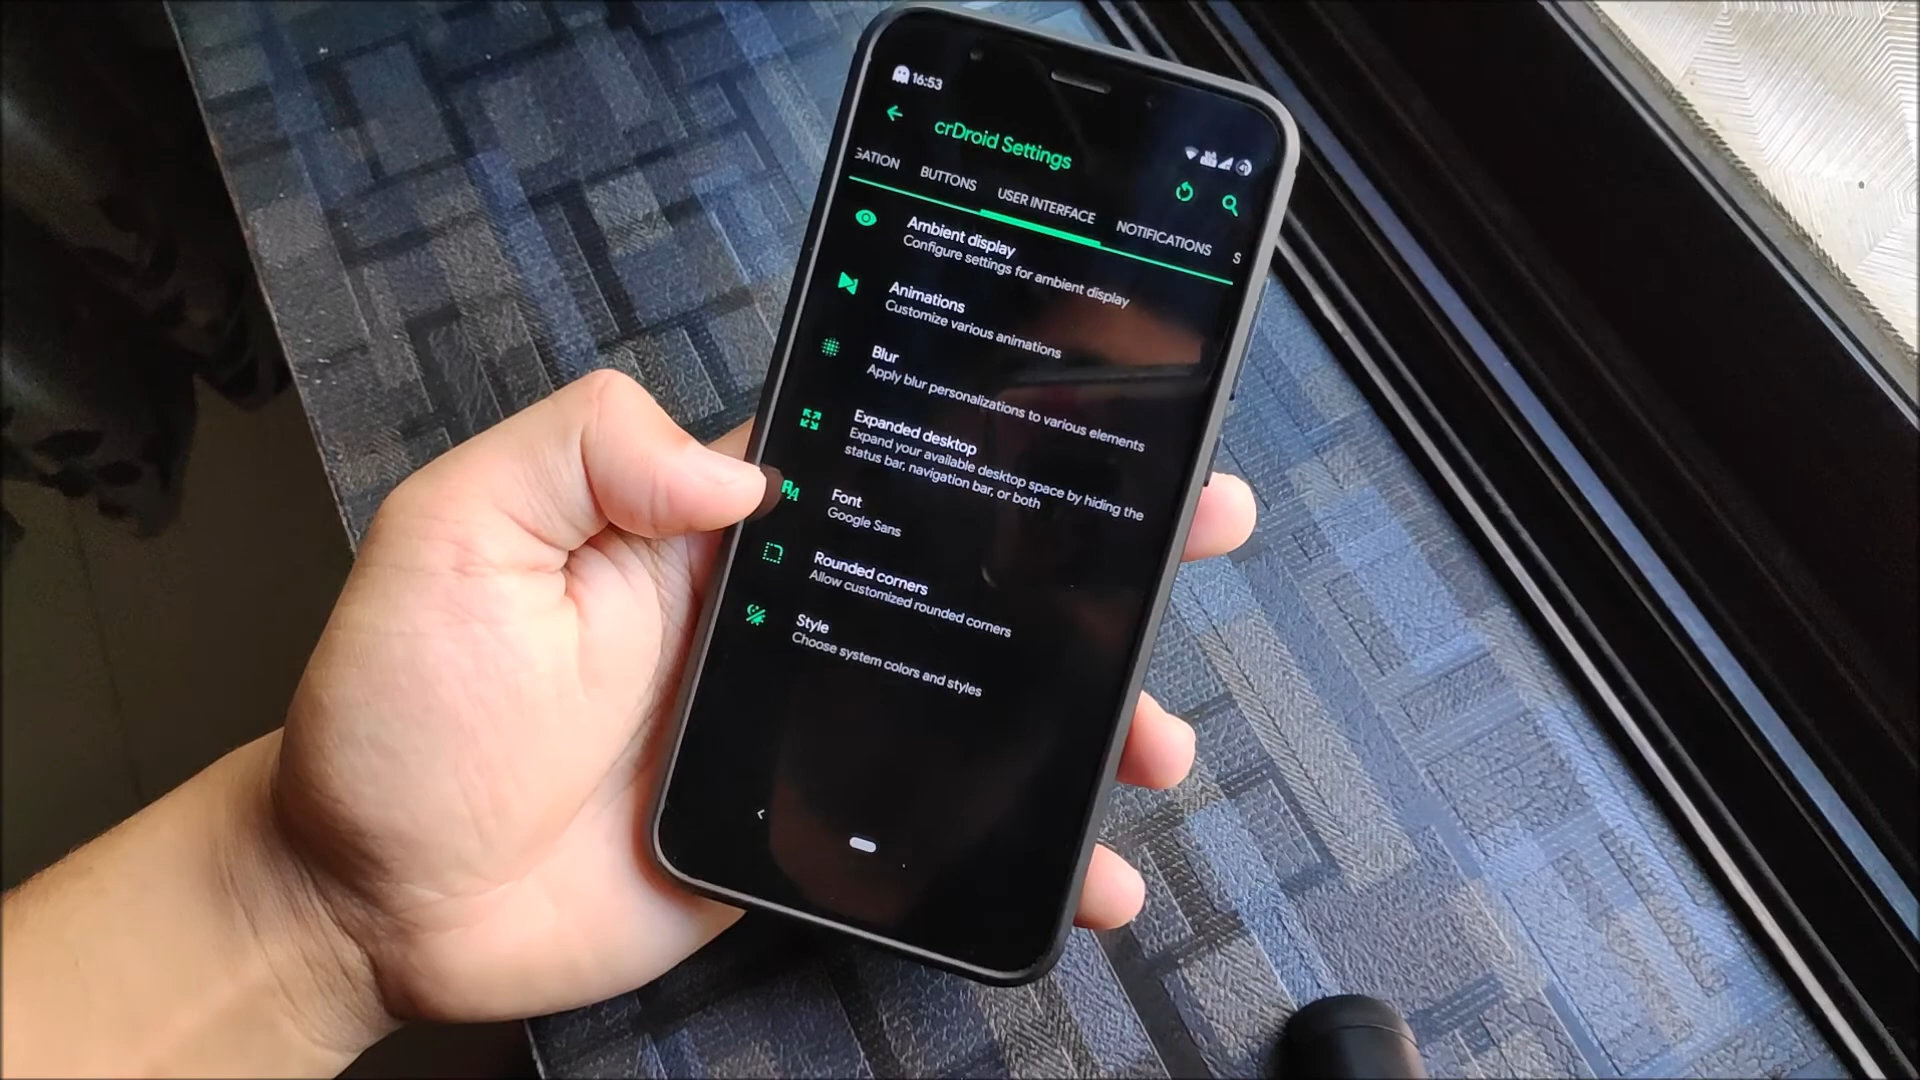 16:53
crDroid Settings
GATION BUTTONS USER INTERFACE NOTIFICATIONS S
Ambient display
Configure settings for ambient display
Animations
Customize various animations
Blur
Apply blur personalizations to various elements
Expanded desktop
Expand your available desktop space by hiding the
status bar, navigation bar, or both
Font
Google Sans
Rounded corners
Allow customized rounded corners
Style
Choose system colors and styles